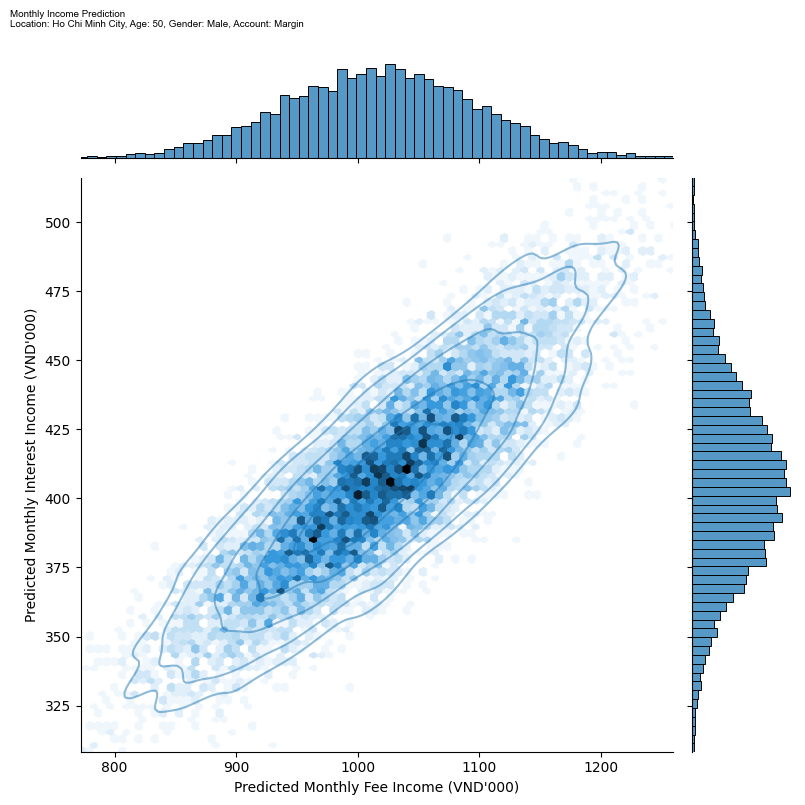 Monthly Income Prediction
Location: Ho Chi Minh City, Age: 50, Gender: Male, Account: Margin
500
475
450
425
400
375
350
325
Predicted Monthly Interest Income (VND'000)
800 900 1000 1100 1200
Predicted Monthly Fee Income (VND'000)